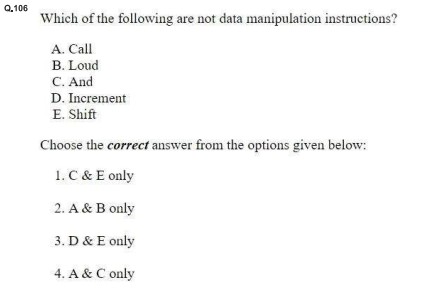 Q.106
Which of the following are not data manipulation instructions?
A. Call
B. Loud
C. And
D. Increment
E. Shift
Choose the correct answer from the options given below:
1. C & E only
2. A & B only
3. D & E only
4. A & C only